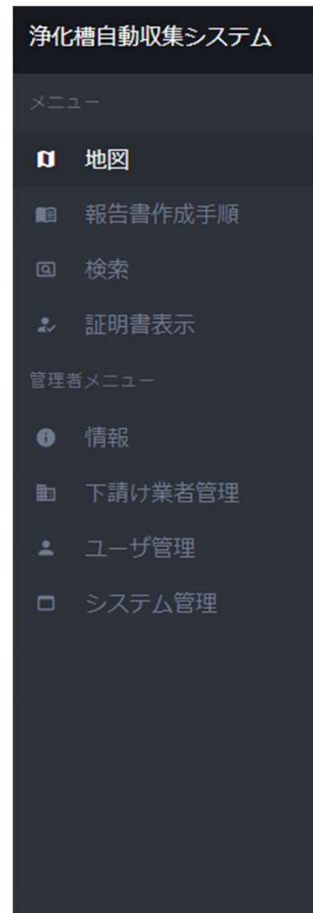 浄化槽自動収集システム
メニュー
地図
報告書作成手順
検索
証明書表示
管理者メニュー
情報
下請け業者管理
ユーザ管理
システム管理